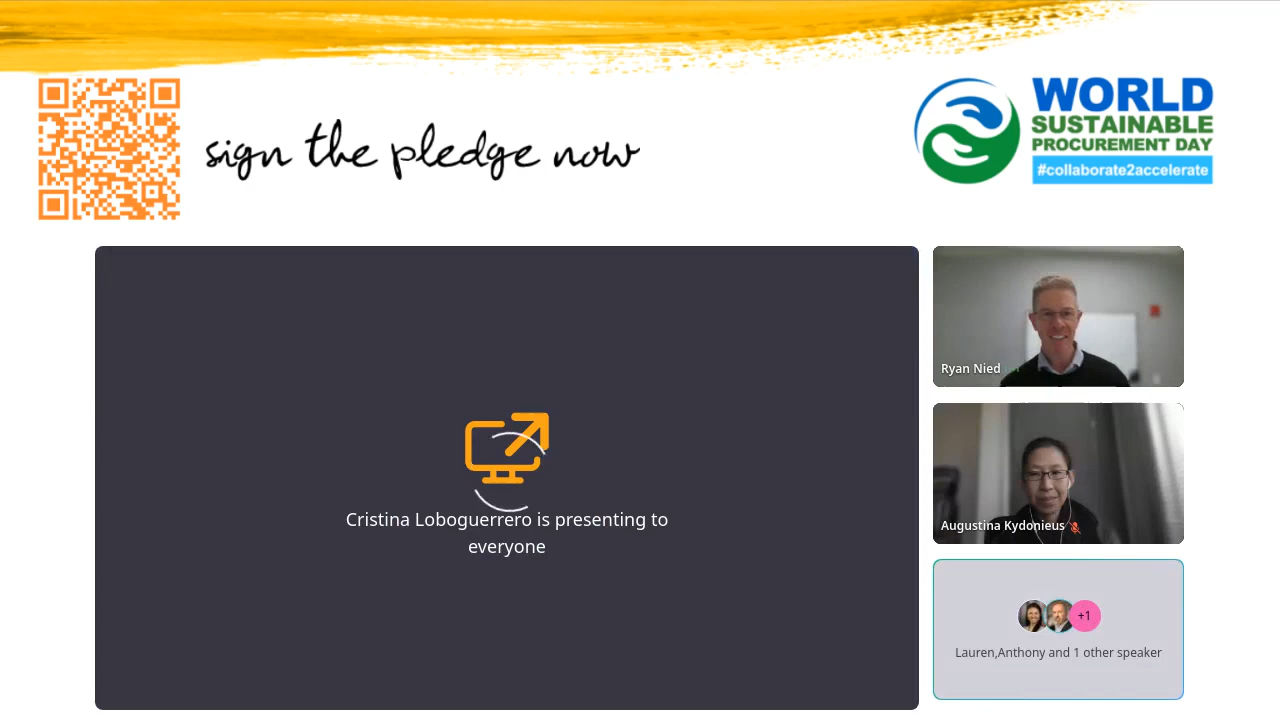 sign the pledge now
WORLD
SUSTAINABLE
PROCUREMENT DAY
#collaborate2accelerate
Cristina Loboguerrero is presenting to
everyone
Ryan Nied
Augustina Kydonieus
+1
Lauren,Anthony and 1 other speaker